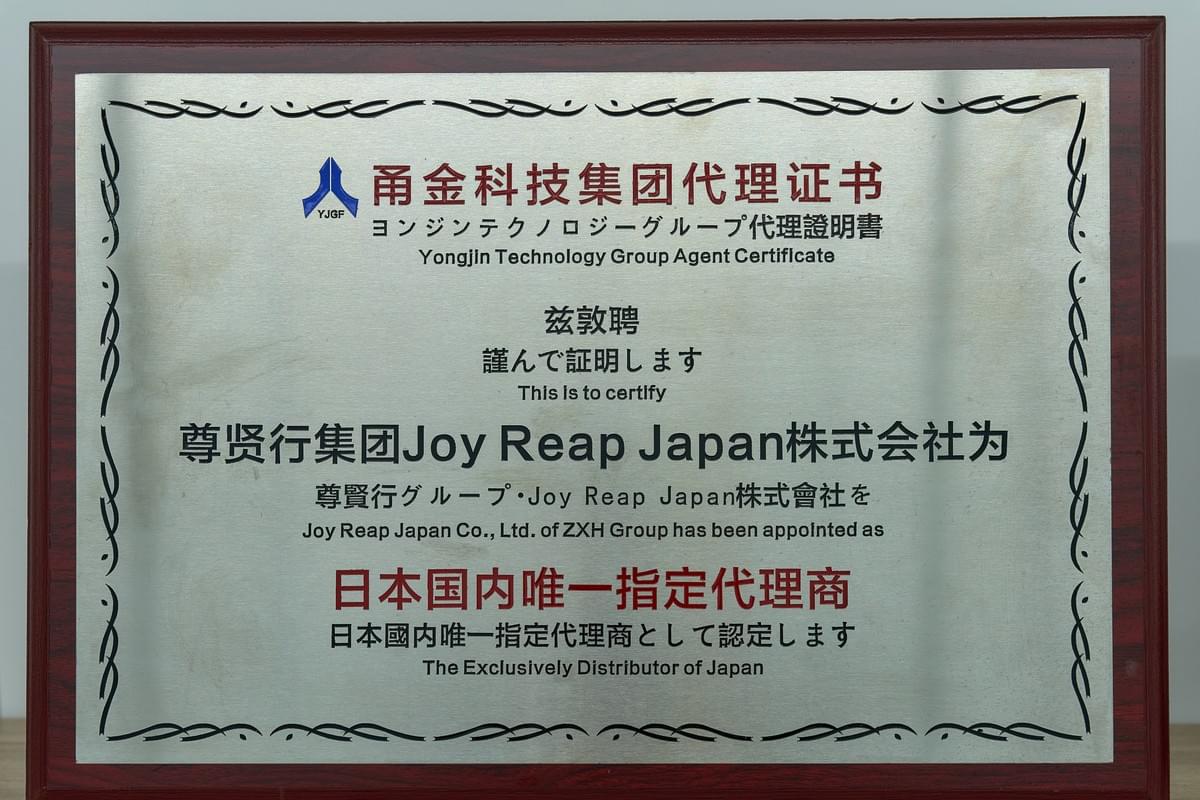 YJGF
甬金科技集团代理证书
ヨンジンテクノロジーグループ代理證明書
Yongjin Technology Group Agent Certificate
兹敦聘
謹んで証明します
This is to certify
尊贤行集团Joy Reap Japan株式会社为
尊賢行グループ・Joy Reap Japan株式會社を
Joy Reap Japan Co., Ltd. of ZXH Group has been appointed as
日本国内唯一指定代理商
日本國内唯一指定代理商として認定します
The Exclusively Distributor of Japan